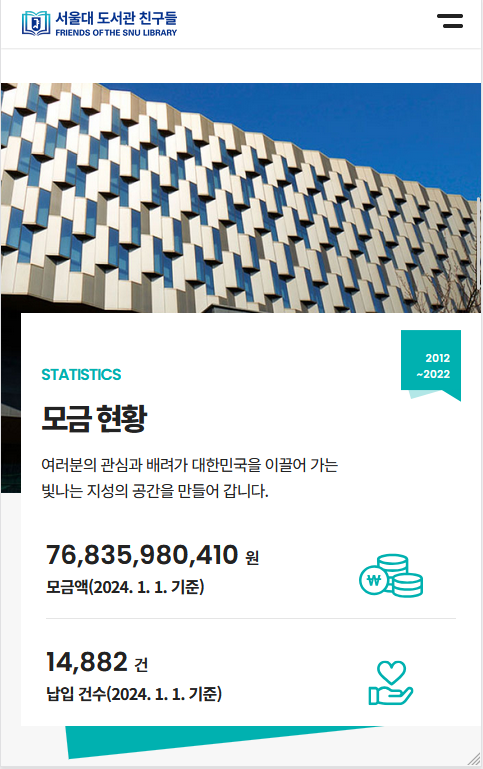 서울대 도서관 친구들
FRIENDS OF THE SNU LIBRARY
2012
~2022
STATISTICS
모금 현황
여러분의 관심과 배려가 대한민국을 이끌어 가는
빛나는 지성의 공간을 만들어 갑니다.
76,835,980,410 원
모금액(2024. 1. 1. 기준)
₩
14,882 건
납입 건수(2024. 1. 1. 기준)